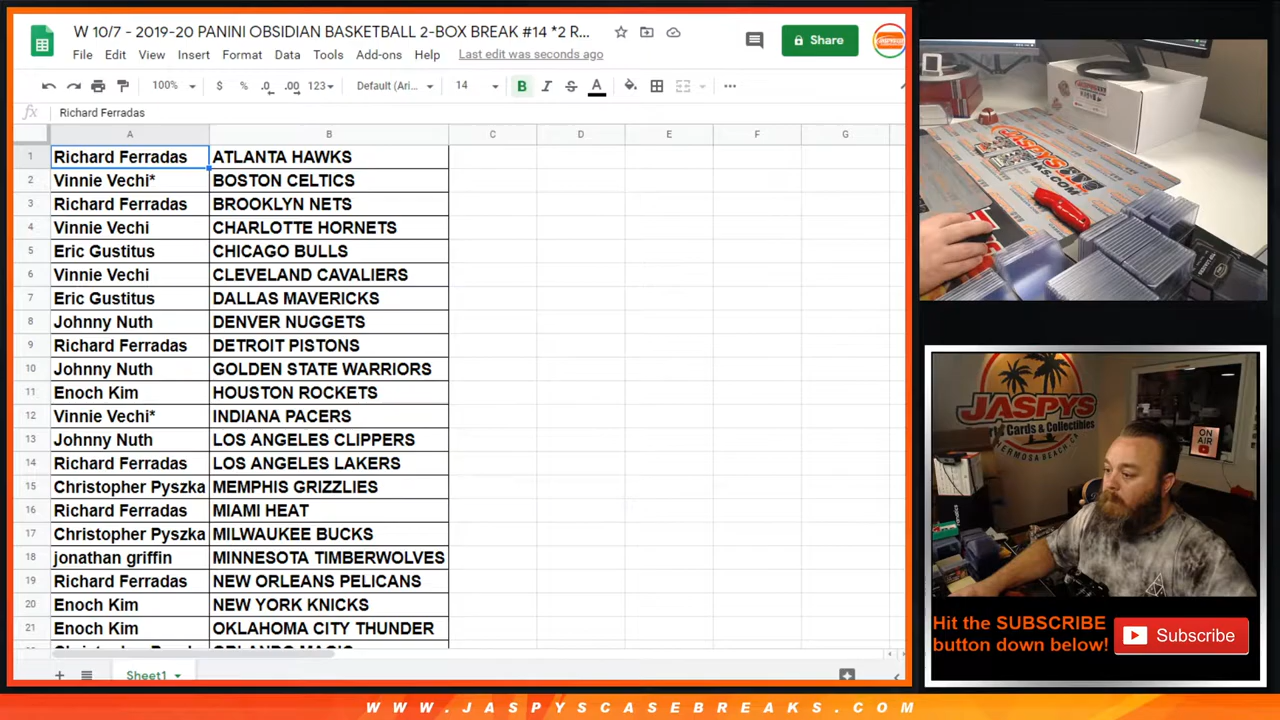 W 10/7 - 2019-20 PANINI OBSIDIAN BASKETBALL 2-BOX BREAK #14 *2 R...
File Edit View Insert Format Data Tools Add-ons Help Last edit was seconds ago
Share
100% $ % .0 .00 123 Default (Ari... 14 B I S A
fx Richard Ferradas
A B C D E F G
1 Richard Ferradas ATLANTA HAWKS
2 Vinnie Vechi* BOSTON CELTICS
3 Richard Ferradas BROOKLYN NETS
4 Vinnie Vechi CHARLOTTE HORNETS
5 Eric Gustitus CHICAGO BULLS
6 Vinnie Vechi CLEVELAND CAVALIERS
7 Eric Gustitus DALLAS MAVERICKS
8 Johnny Nuth DENVER NUGGETS
9 Richard Ferradas DETROIT PISTONS
10 Johnny Nuth GOLDEN STATE WARRIORS
11 Enoch Kim HOUSTON ROCKETS
12 Vinnie Vechi* INDIANA PACERS
13 Johnny Nuth LOS ANGELES CLIPPERS
14 Richard Ferradas LOS ANGELES LAKERS
15 Christopher Pyszka MEMPHIS GRIZZLIES
16 Richard Ferradas MIAMI HEAT
17 Christopher Pyszka MILWAUKEE BUCKS
18 jonathan griffin MINNESOTA TIMBERWOLVES
19 Richard Ferradas NEW ORLEANS PELICANS
20 Enoch Kim NEW YORK KNICKS
21 Enoch Kim OKLAHOMA CITY THUNDER
Sheet1
JASPYS
Cards & Collectibles
HERMOSA BEACH, CA
ON AIR
Hit the SUBSCRIBE
button down below!
Subscribe
WWW.JASPYSCASEBREAKS.COM